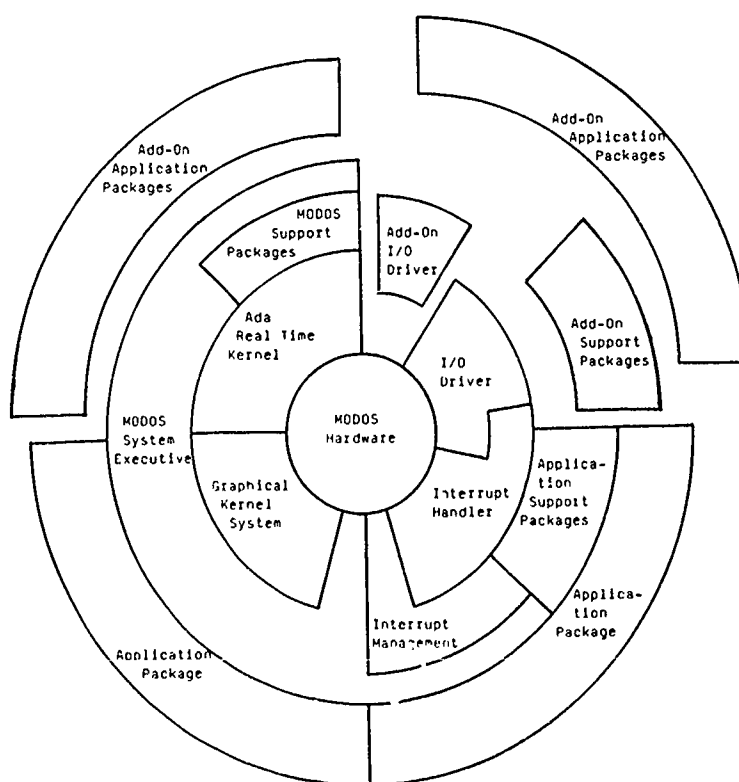 Add-On
Application
Packages
Add-On
Application
Packages
MODOS
Support
Packages
Add-On
I/O
Driver
Ada
Real Time
Kernel
Add-On
Support
Packages
I/O
Driver
MODOS
Hardware
MODOS
System
Executive
Graphical
Kernel
System
Interrupt
Handler
Applica-
tion
Support
Packages
Interrupt
Management
Applica-
tion
Package
Application
Package